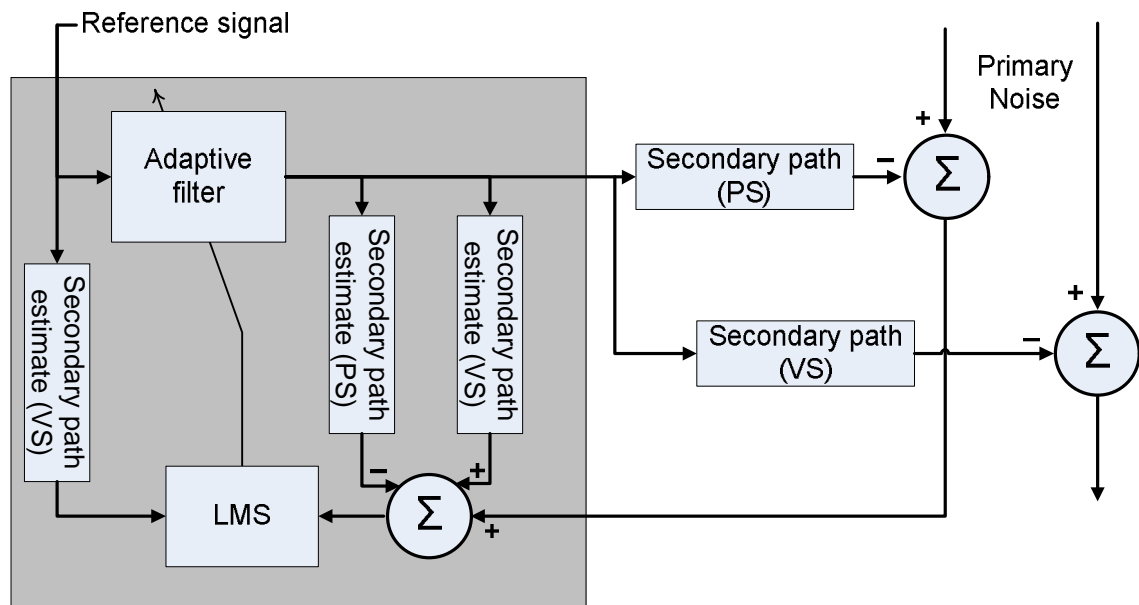 Reference signal
Primary
Noise
+
Adaptive
filter
Secondary path
(PS)
−
Σ
Secondary path
estimate (VS)
Secondary path
estimate (PS)
Secondary path
estimate (VS)
+
Secondary path
(VS)
−
Σ
−
+
LMS
Σ
+